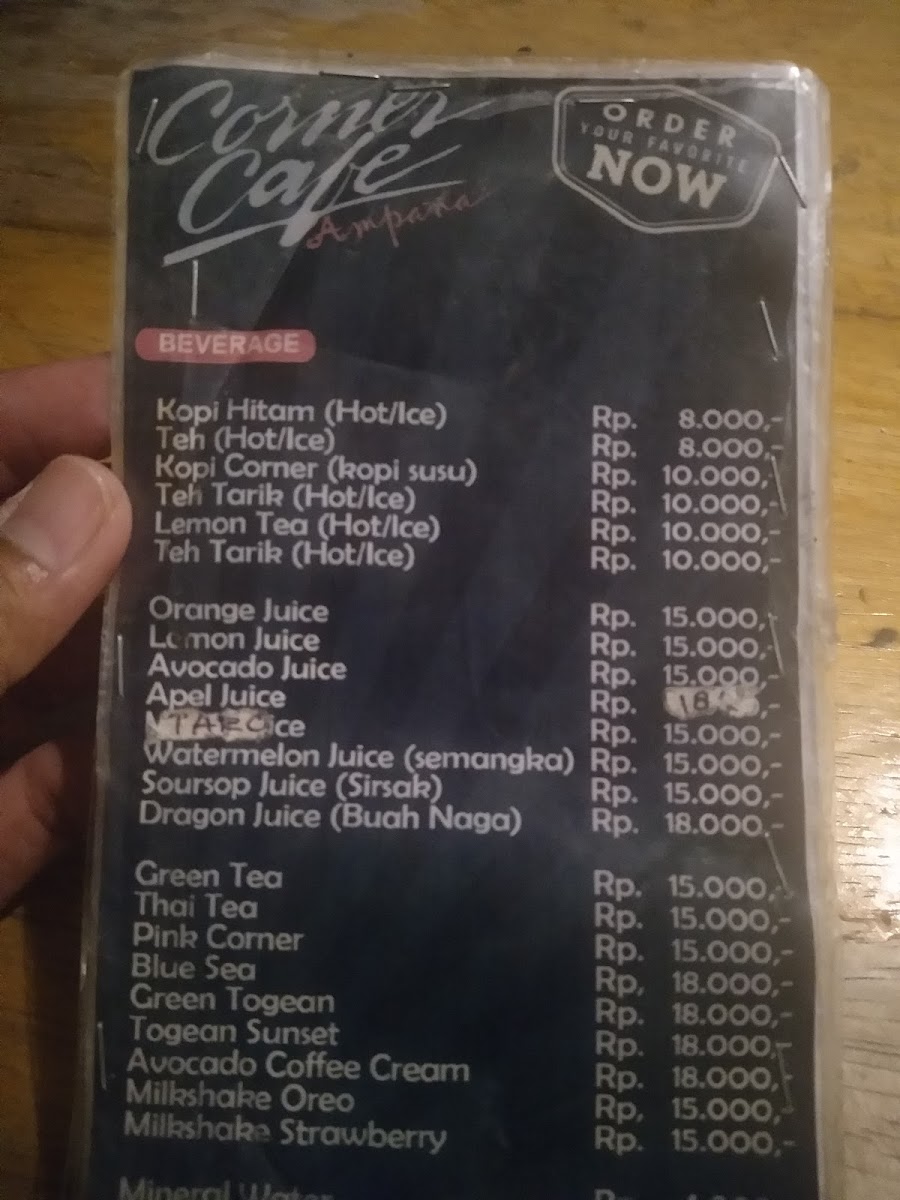 Corner
Cafe
Ampana
ORDER
YOUR FAVORITE
NOW
BEVERAGE
Kopi Hitam (Hot/Ice) Rp. 8.000,-
Teh (Hot/Ice) Rp. 8.000,-
Kopi Corner (kopi susu) Rp. 10.000,-
Teh Tarik (Hot/Ice) Rp. 10.000,-
Lemon Tea (Hot/Ice) Rp. 10.000,-
Teh Tarik (Hot/Ice) Rp. 10.000,-
Orange Juice Rp. 15.000,-
Lemon Juice Rp. 15.000,-
Avocado Juice Rp. 15.000,-
Apel Juice Rp. 18 ,-
TARO ice Rp. 15.000,-
Watermelon Juice (semangka) Rp. 15.000,-
Soursop Juice (Sirsak) Rp. 15.000,-
Dragon Juice (Buah Naga) Rp. 18.000,-
Green Tea Rp. 15.000,-
Thai Tea Rp. 15.000,-
Pink Corner Rp. 15.000,-
Blue Sea Rp, 18.000,-
Green Togean Rp. 18.000,-
Togean Sunset Rp. 18.000,-
Avocado Coffee Cream Rp. 18.000,-
Milkshake Oreo Rp, 15.000,-
Milkshake Strawberry Rp. 15.000,-
Mineral Water Rp.